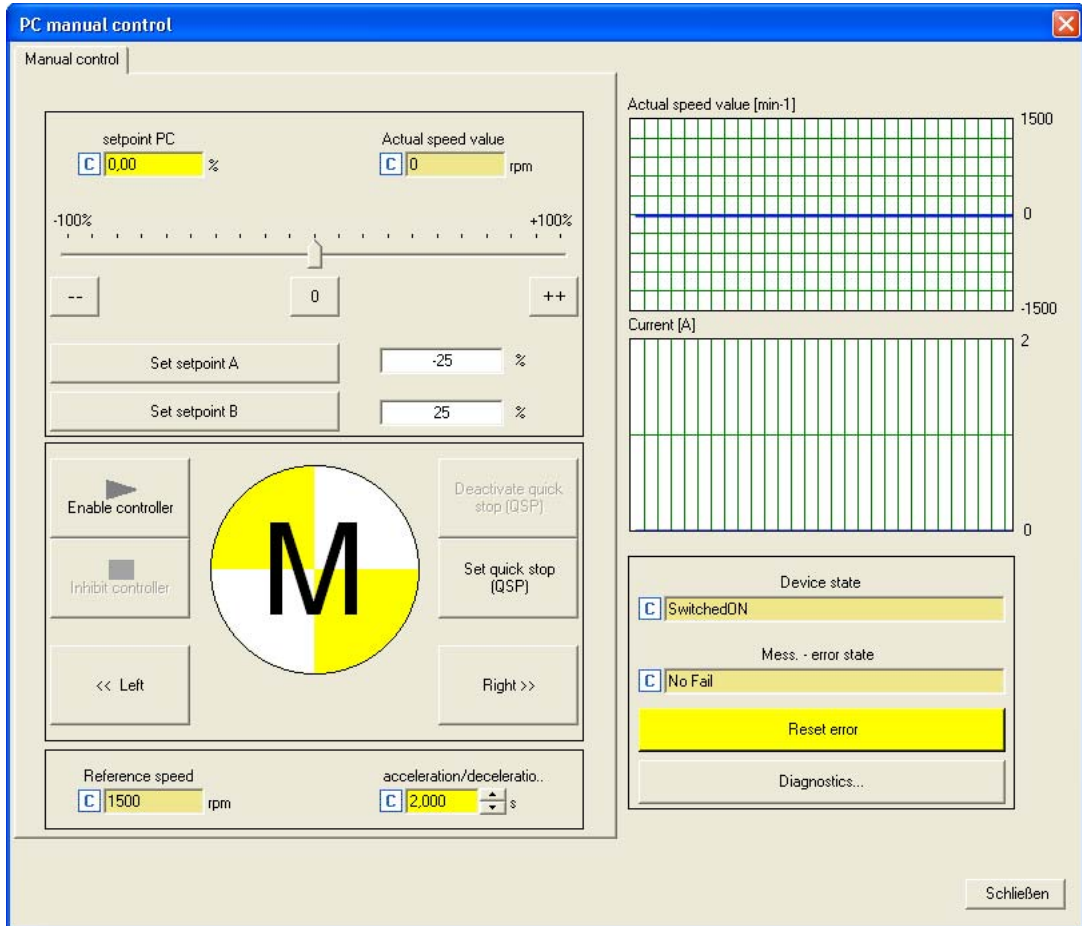 PC manual control
Manual control
setpoint PC
C 0,00 %
Actual speed value
C 0 rpm
-100% +100%
-- 0 ++
Set setpoint A -25 %
Set setpoint B 25 %
Enable controller
Inhibit controller
M
Deactivate quick
stop (QSP)
Set quick stop
(QSP)
<< Left
Right >>
Reference speed
C 1500 rpm
acceleration/deceleratio..
C 2,000 s
Actual speed value [min-1]
1500
0
-1500
Current [A]
2
0
Device state
C SwitchedON
Mess. - error state
C No Fail
Reset error
Diagnostics...
Schließen